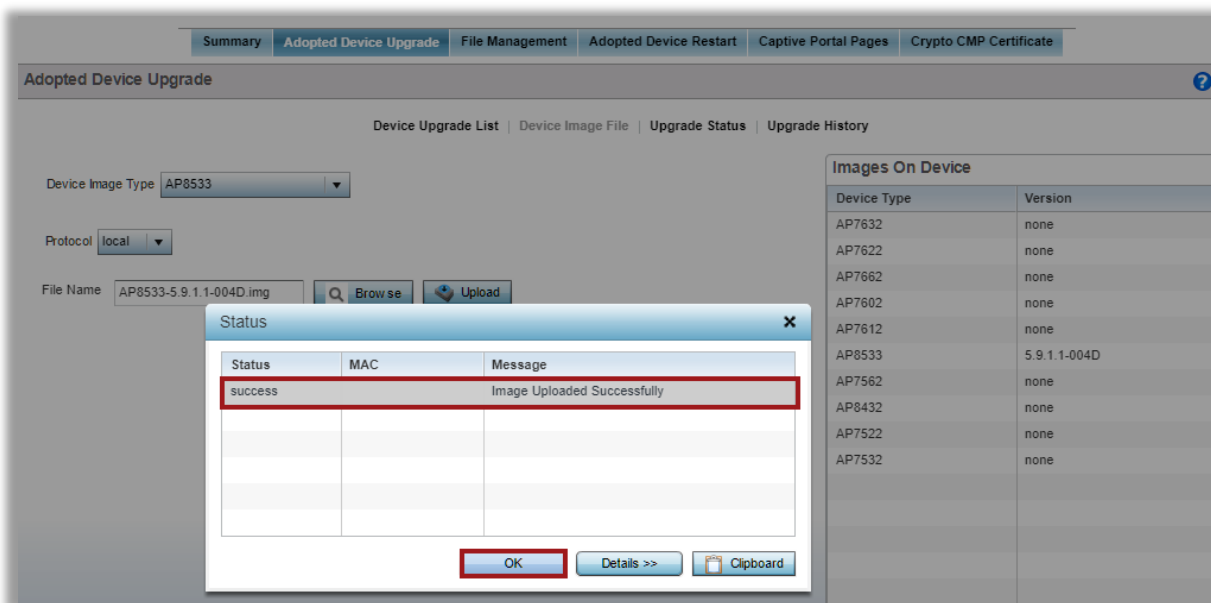 Summary Adopted Device Upgrade File Management Adopted Device Restart Captive Portal Pages Crypto CMP Certificate
Adopted Device Upgrade ?
Device Upgrade List | Device Image File | Upgrade Status | Upgrade History
Device Image Type AP8533
Protocol local
File Name AP8533-5.9.1.1-004D.img Browse Upload
Images On Device
Device Type Version
AP7632 none
AP7622 none
AP7662 none
AP7602 none
AP7612 none
AP8533 5.9.1.1-004D
AP7562 none
AP8432 none
AP7522 none
AP7532 none
Status
Status MAC Message
success Image Uploaded Successfully
OK Details >> Clipboard